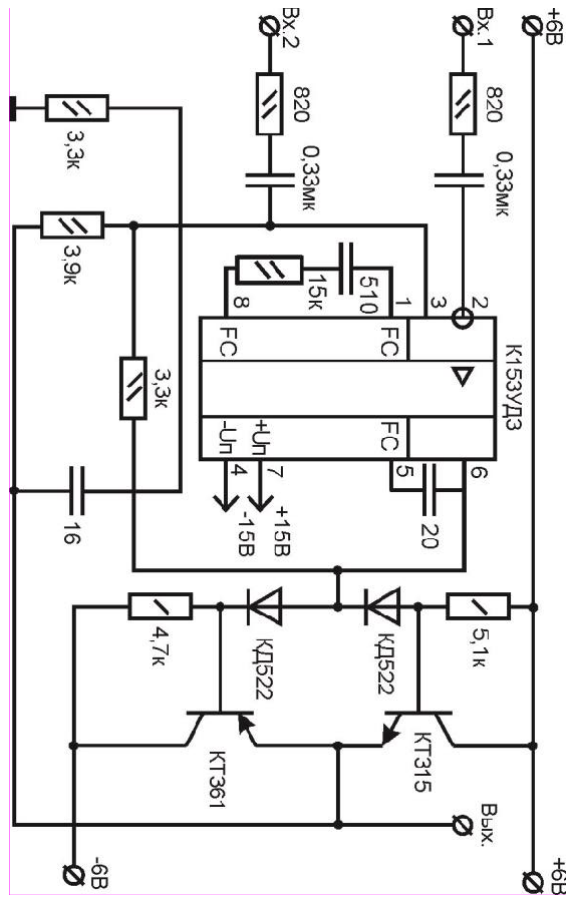 +6В
+6В
Вх.1
820
0,33мк
К153УД3
2
3
1
510
15к
8
FC
FC
FC
+Uп
-Uп
6
5
20
7
+15В
4
-15В
5,1к
КД522
КТ315
Вых.
Вх.2
820
0,33мк
КД522
КТ361
4,7к
3,3к
3,3к
3,9к
16
-6В